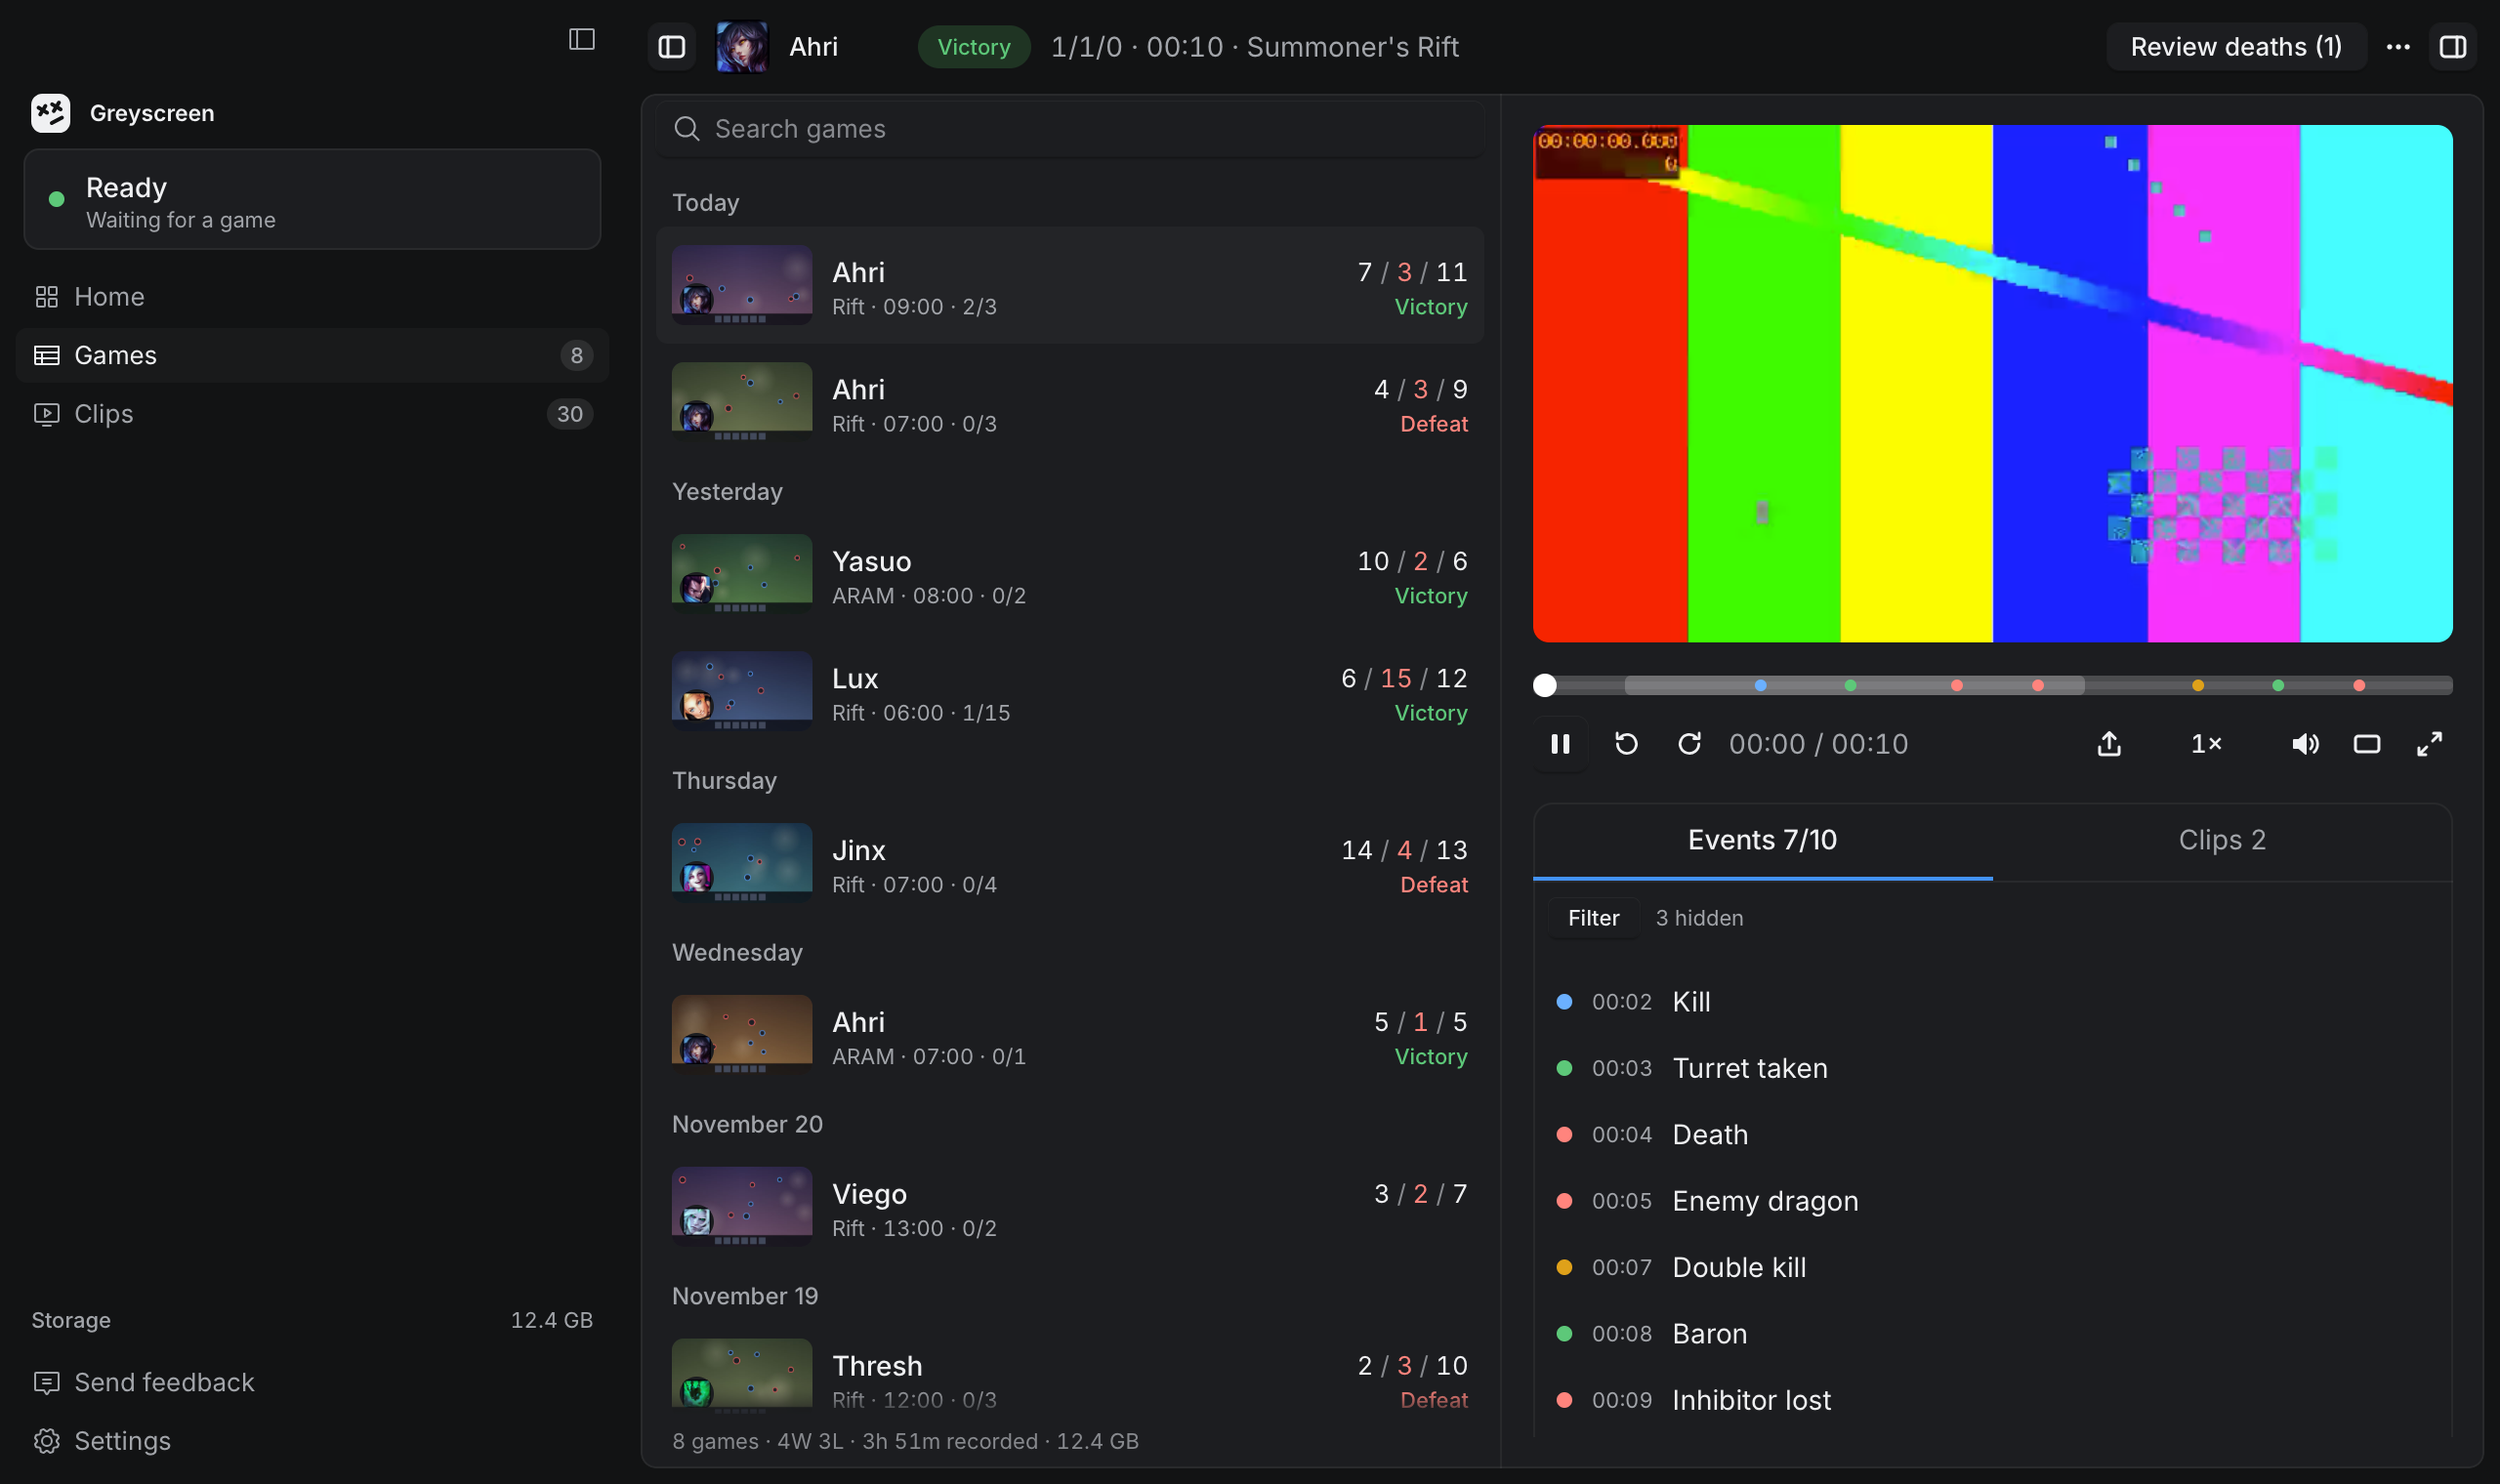 Greyscreen
Ready
Waiting for a game
Home
Games 8
Clips 30
Storage 12.4 GB
Send feedback
Settings
Ahri Victory 1/1/0 · 00:10 · Summoner's Rift
Review deaths (1)
Search games
Today
Ahri 7 / 3 / 11
Rift · 09:00 · 2/3 Victory
Ahri 4 / 3 / 9
Rift · 07:00 · 0/3 Defeat
Yesterday
Yasuo 10 / 2 / 6
ARAM · 08:00 · 0/2 Victory
Lux 6 / 15 / 12
Rift · 06:00 · 1/15 Victory
Thursday
Jinx 14 / 4 / 13
Rift · 07:00 · 0/4 Defeat
Wednesday
Ahri 5 / 1 / 5
ARAM · 07:00 · 0/1 Victory
November 20
Viego 3 / 2 / 7
Rift · 13:00 · 0/2
November 19
Thresh 2 / 3 / 10
Rift · 12:00 · 0/3 Defeat
8 games · 4W 3L · 3h 51m recorded · 12.4 GB
00:00 / 00:10
1×
Events 7/10
Clips 2
Filter 3 hidden
00:02 Kill
00:03 Turret taken
00:04 Death
00:05 Enemy dragon
00:07 Double kill
00:08 Baron
00:09 Inhibitor lost